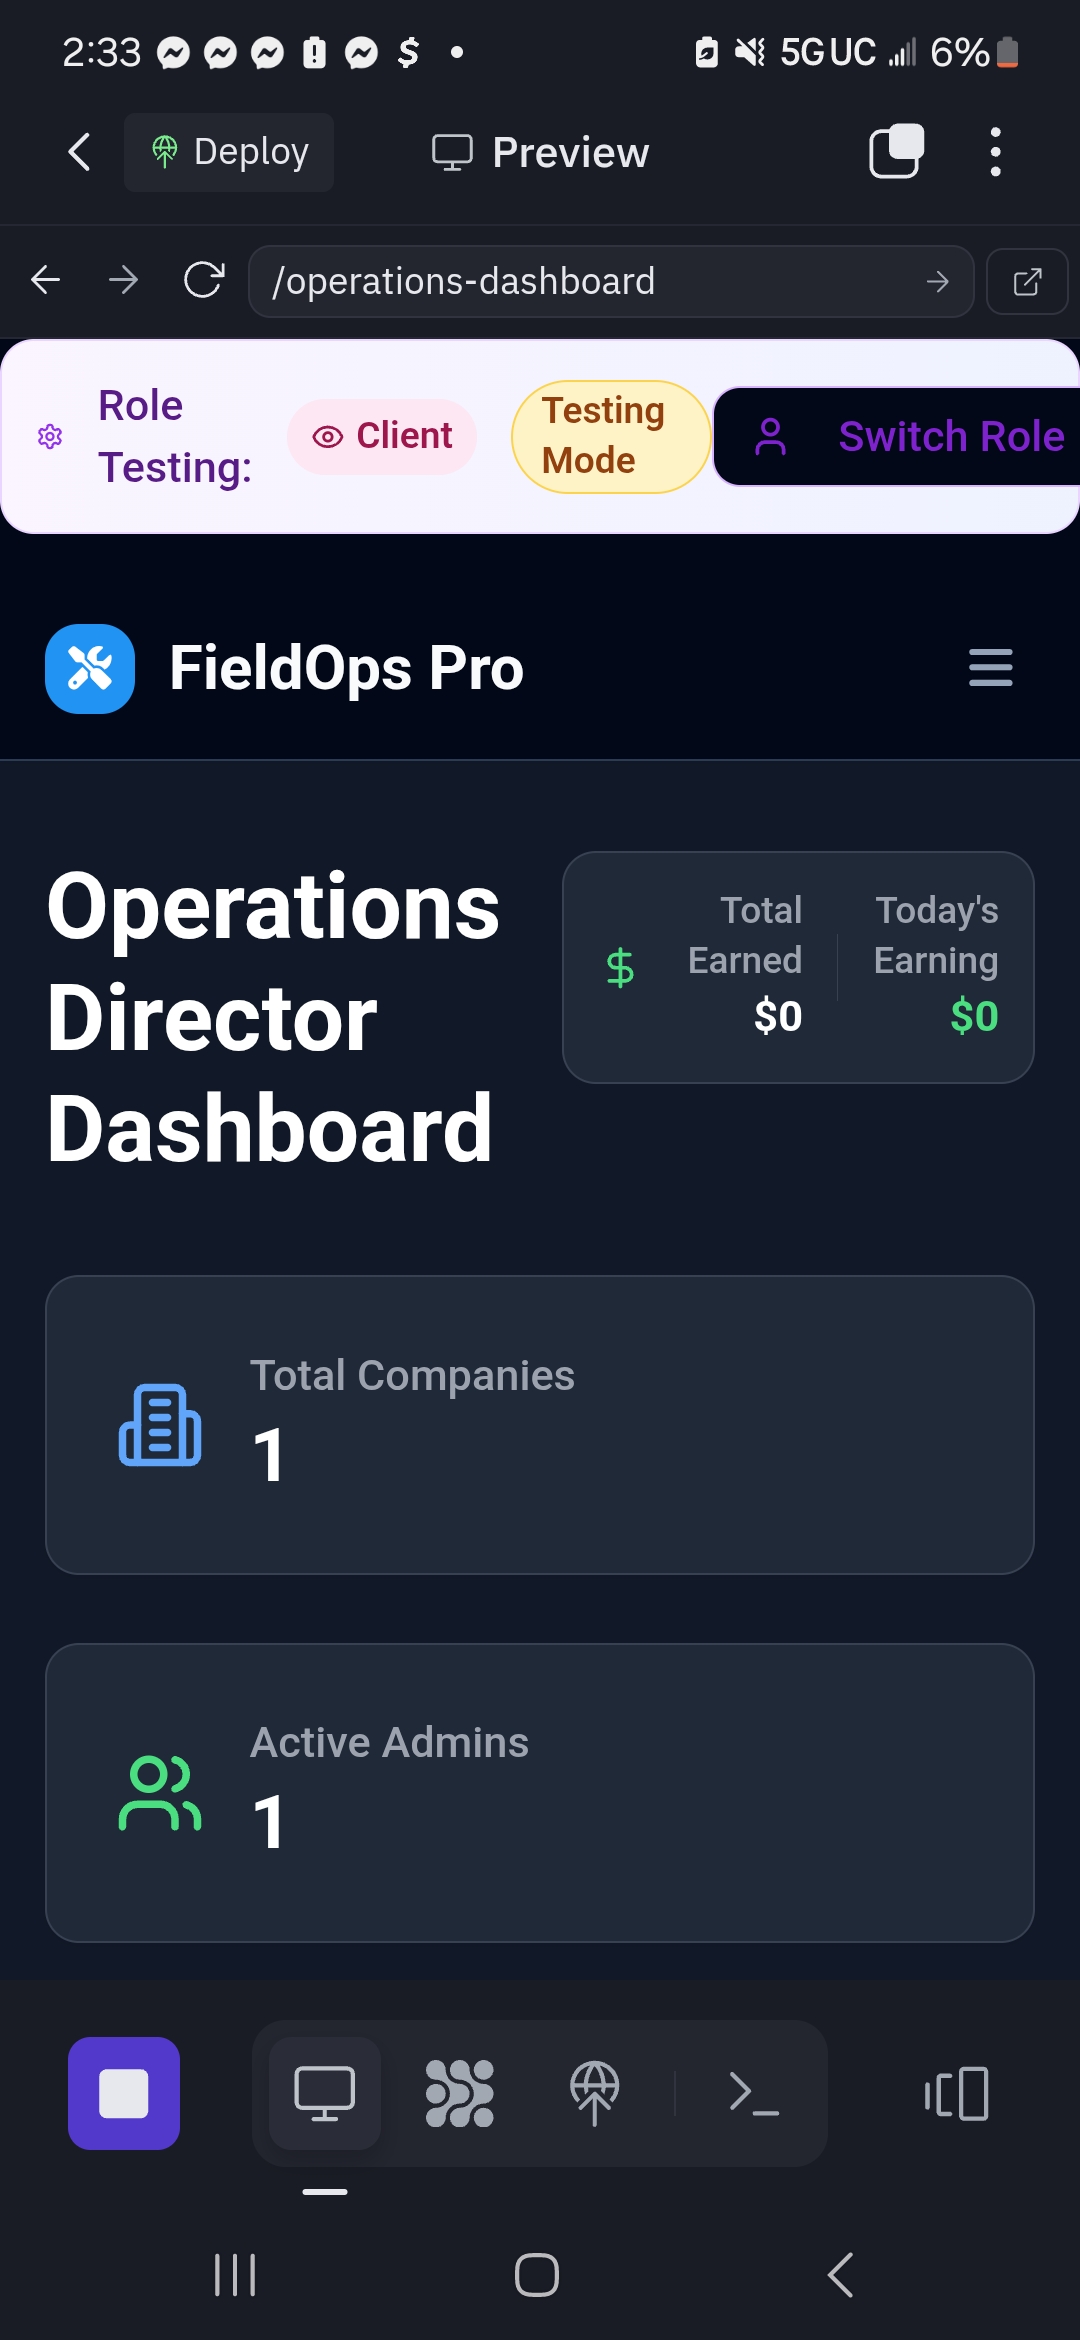 2:33 5G UC 6%
Deploy Preview
/operations-dashboard
Role
Testing:
Client
Testing
Mode
Switch Role
FieldOps Pro
Operations
Director
Dashboard
Total
Earned
$0
Today's
Earning
$0
Total Companies
1
Active Admins
1